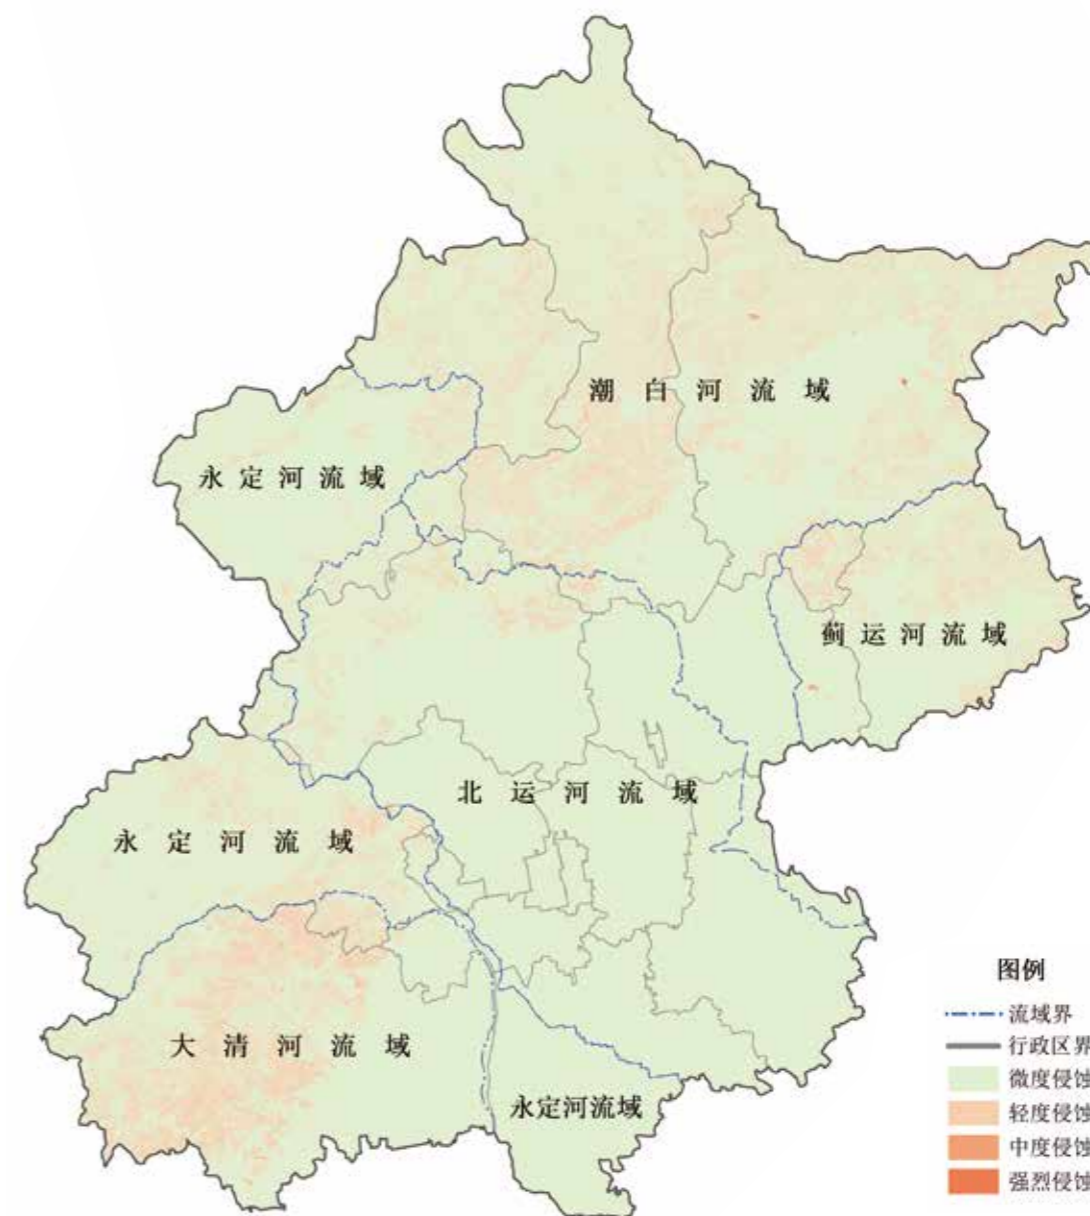 潮白河流域
永定河流域
蓟运河流域
北运河流域
永定河流域
大清河流域
永定河流域
图例
流域界
行政区界
微度侵蚀
轻度侵蚀
中度侵蚀
强烈侵蚀